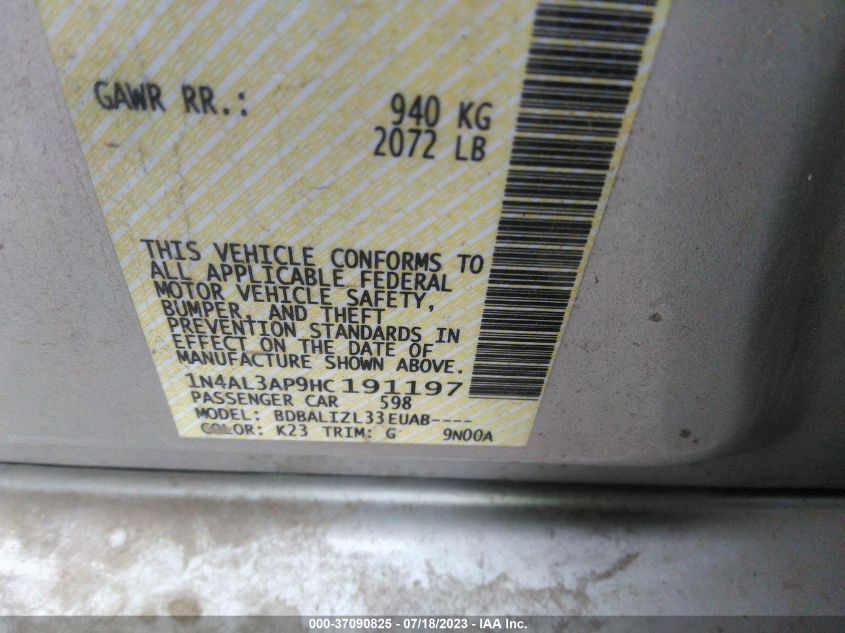 GAWR RR.: 940 KG
2072 LB
THIS VEHICLE CONFORMS TO
ALL APPLICABLE FEDERAL
MOTOR VEHICLE SAFETY,
BUMPER, AND THEFT
PREVENTION STANDARDS IN
EFFECT ON THE DATE OF
MANUFACTURE SHOWN ABOVE.
1N4AL3AP9HC191197
PASSENGER CAR 598
MODEL: BDBALIZL33EUAB----
COLOR: K23 TRIM: G 9N00A
000-37090825 - 07/18/2023 - IAA Inc.